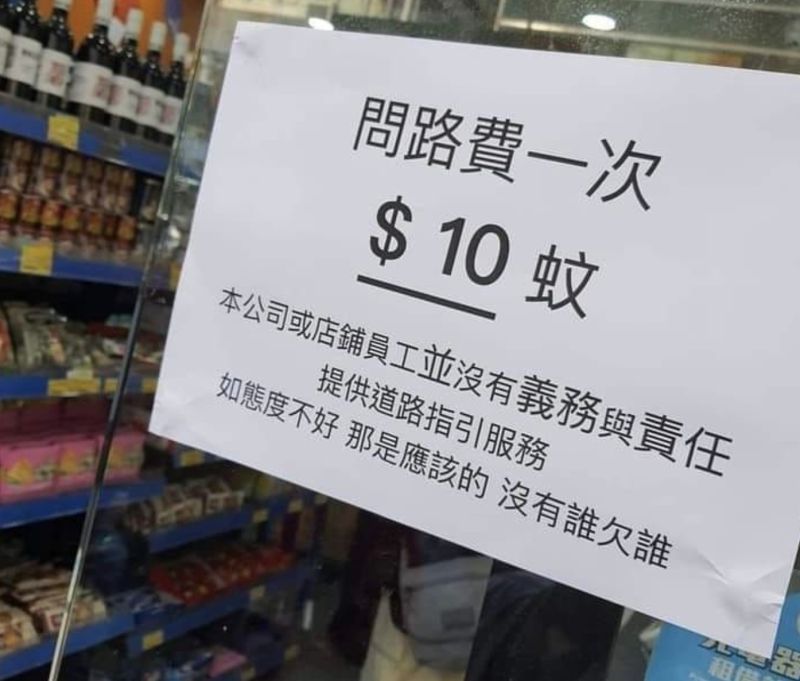 問路費一次
$ 10 蚊
本公司或店鋪員工並沒有義務與責任
提供道路指引服務
如態度不好 那是應該的 沒有誰欠誰